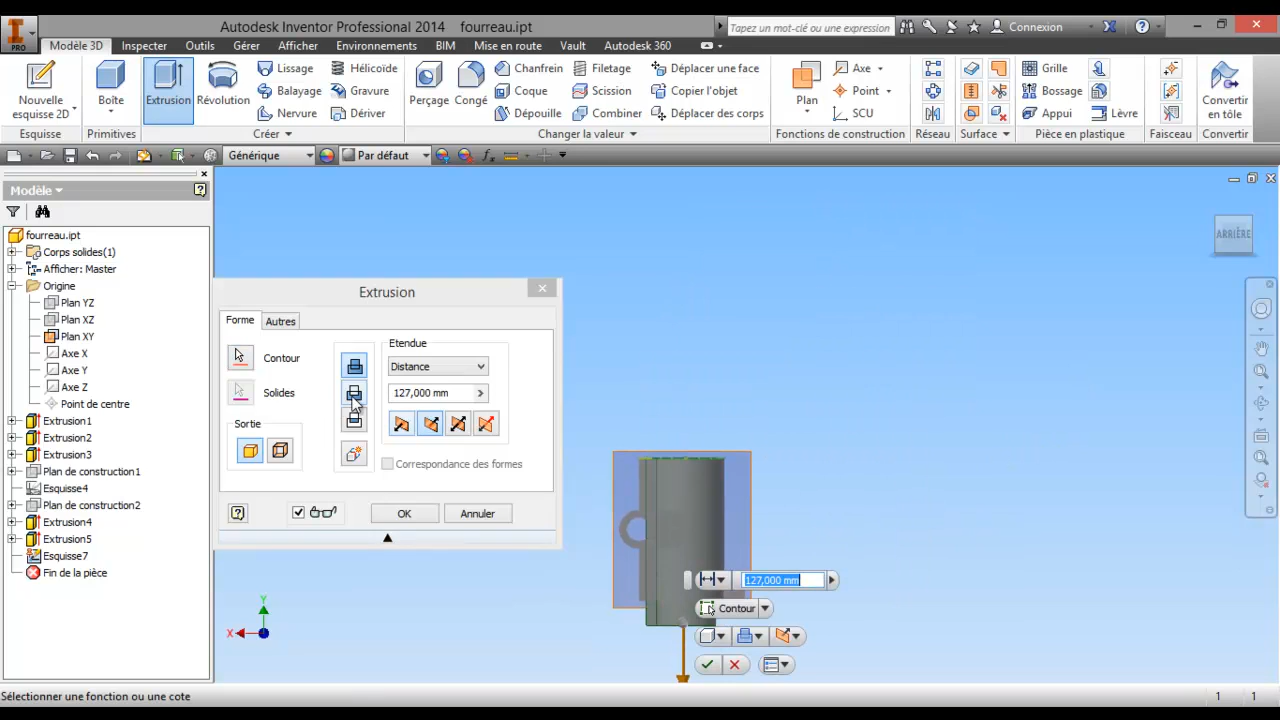 Autodesk Inventor Professional 2014 fourreau.ipt
Tapez un mot-clé ou une expression
Connexion
PRO
Modèle 3D Inspecter Outils Gérer Afficher Environnements BIM Mise en route Vault Autodesk 360
Nouvelle esquisse 2D
Boîte
Extrusion
Révolution
Lissage
Hélicoïde
Balayage
Gravure
Nervure
Dériver
Perçage
Congé
Chanfrein
Filetage
Déplacer une face
Coque
Scission
Copier l'objet
Dépouille
Combiner
Déplacer des corps
Plan
Axe
Point
SCU
Grille
Bossage
Appui
Lèvre
Convertir en tôle
Esquisse Primitives Créer Changer la valeur Fonctions de construction Réseau Surface Pièce en plastique Faisceau Convertir
Générique Par défaut
Modèle
fourreau.ipt
Corps solides(1)
Afficher: Master
Origine
Plan YZ
Plan XZ
Plan XY
Axe X
Axe Y
Axe Z
Point de centre
Extrusion1
Extrusion2
Extrusion3
Plan de construction1
Esquisse4
Plan de construction2
Extrusion4
Extrusion5
Esquisse7
Fin de la pièce
ARRIÈRE
Extrusion
Forme Autres
Contour
Solides
Sortie
Etendue
Distance
127,000 mm
Correspondance des formes
OK Annuler
127,000 mm
Contour
Y
X
Sélectionner une fonction ou une cote
1 1